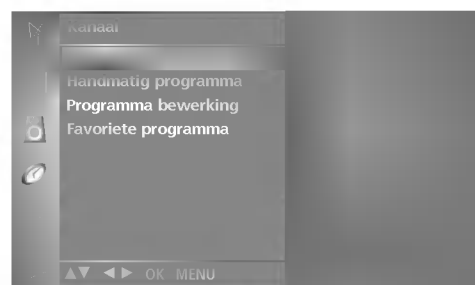 Kanaal
Handmatig programma
Programma bewerking
Favoriete programma
▲▼ ◄► OK MENU